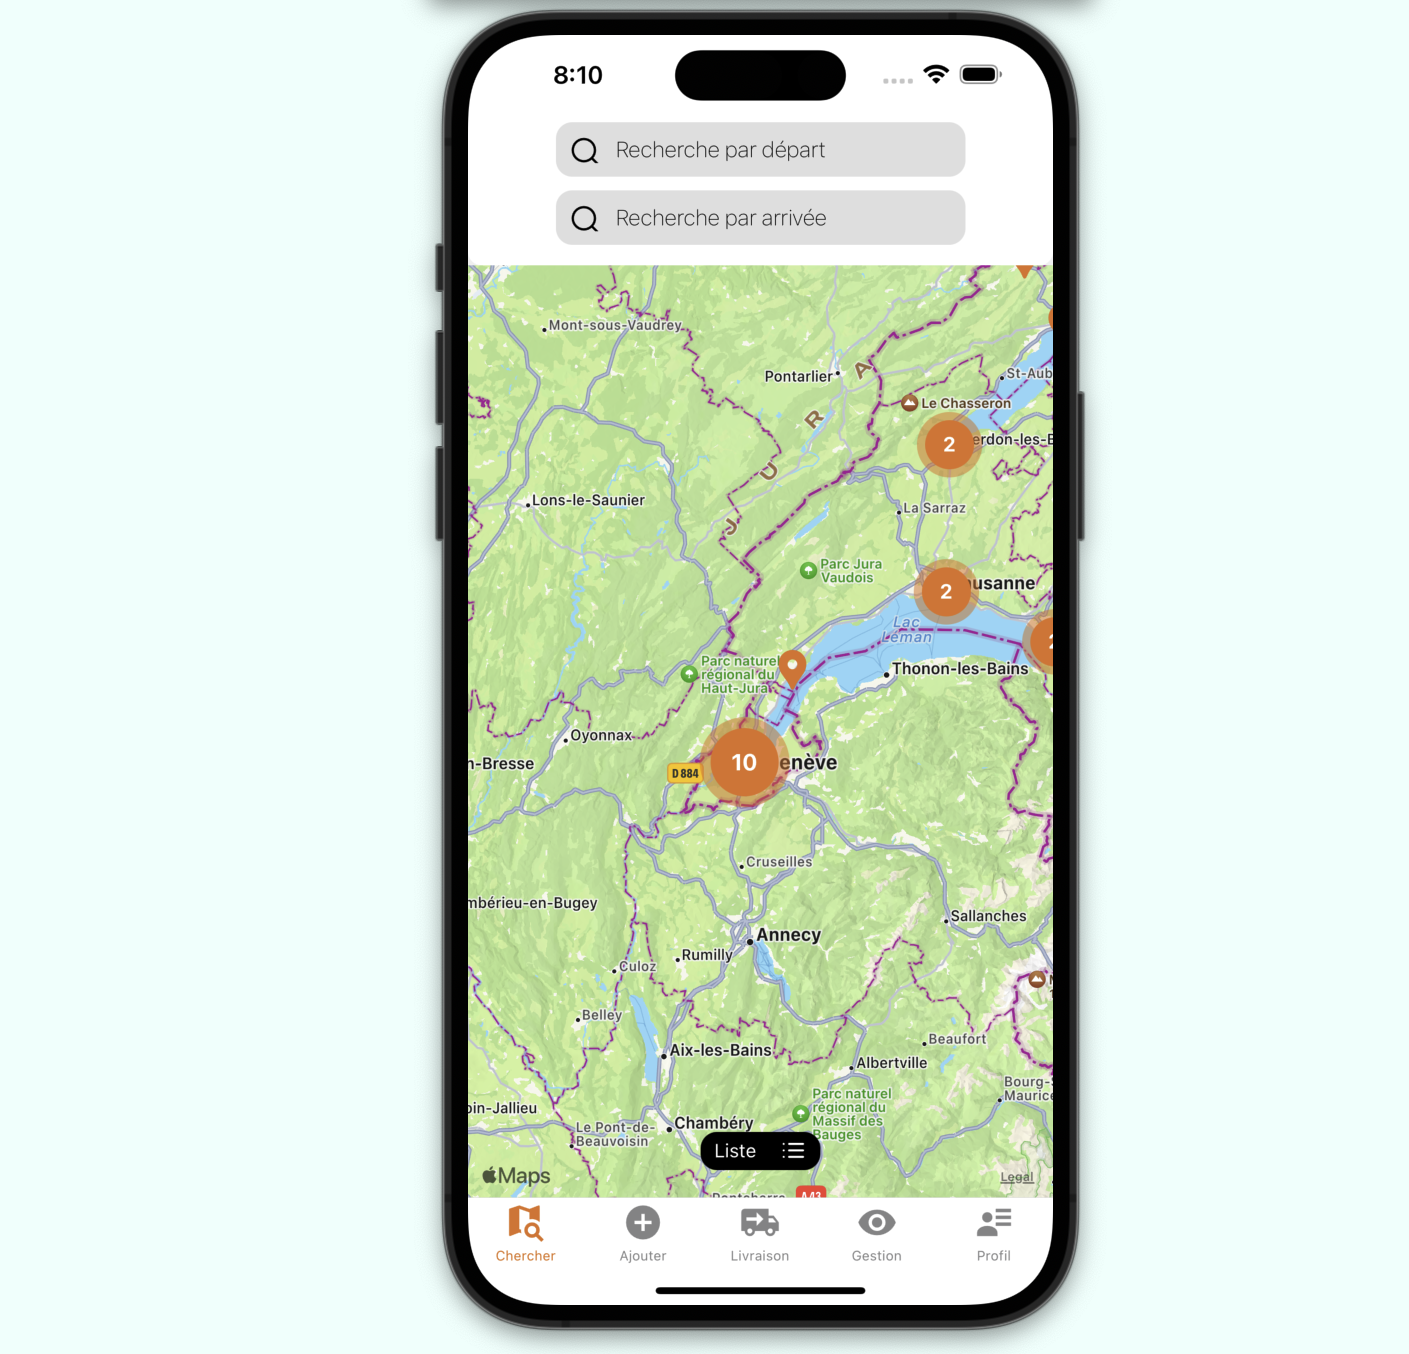 8:10
Recherche par départ
Recherche par arrivée
Mont-sous-Vaudrey
Pontarlier
St-Aub
JURA
Le Chasseron
2
erdon-les-B
Lons-le-Saunier
La Sarraz
Parc Jura
Vaudois
2
usanne
Lac
Léman
Parc naturel
régional du
Haut-Jura
Thonon-les-Bains
Oyonnax
n-Bresse
D 884
10
enève
Cruseilles
mbérieu-en-Bugey
Sallanches
Annecy
Rumilly
Culoz
Belley
Beaufort
Aix-les-Bains
Albertville
Bourg-S
Maurice
Parc naturel
régional du
Massif des
Bauges
oin-Jallieu
Chambéry
Le Pont-de-
Beauvoisin
Liste
Maps
Legal
Pontcharra
A43
Chercher
Ajouter
Livraison
Gestion
Profil